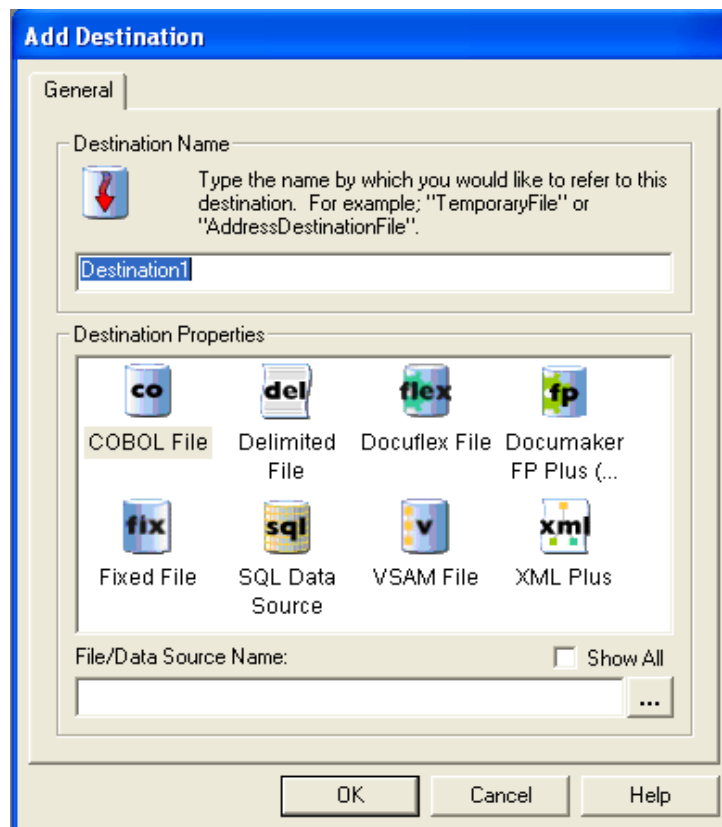 Add Destination
General
Destination Name
Type the name by which you would like to refer to this
destination. For example; "TemporaryFile" or
"AddressDestinationFile".
Destination1
Destination Properties
co
del
flex
fp
COBOL File
Delimited
File
Docuflex File
Documaker
FP Plus (...
fix
sql
v
xml
Fixed File
SQL Data
Source
VSAM File
XML Plus
File/Data Source Name:
Show All
...
OK
Cancel
Help